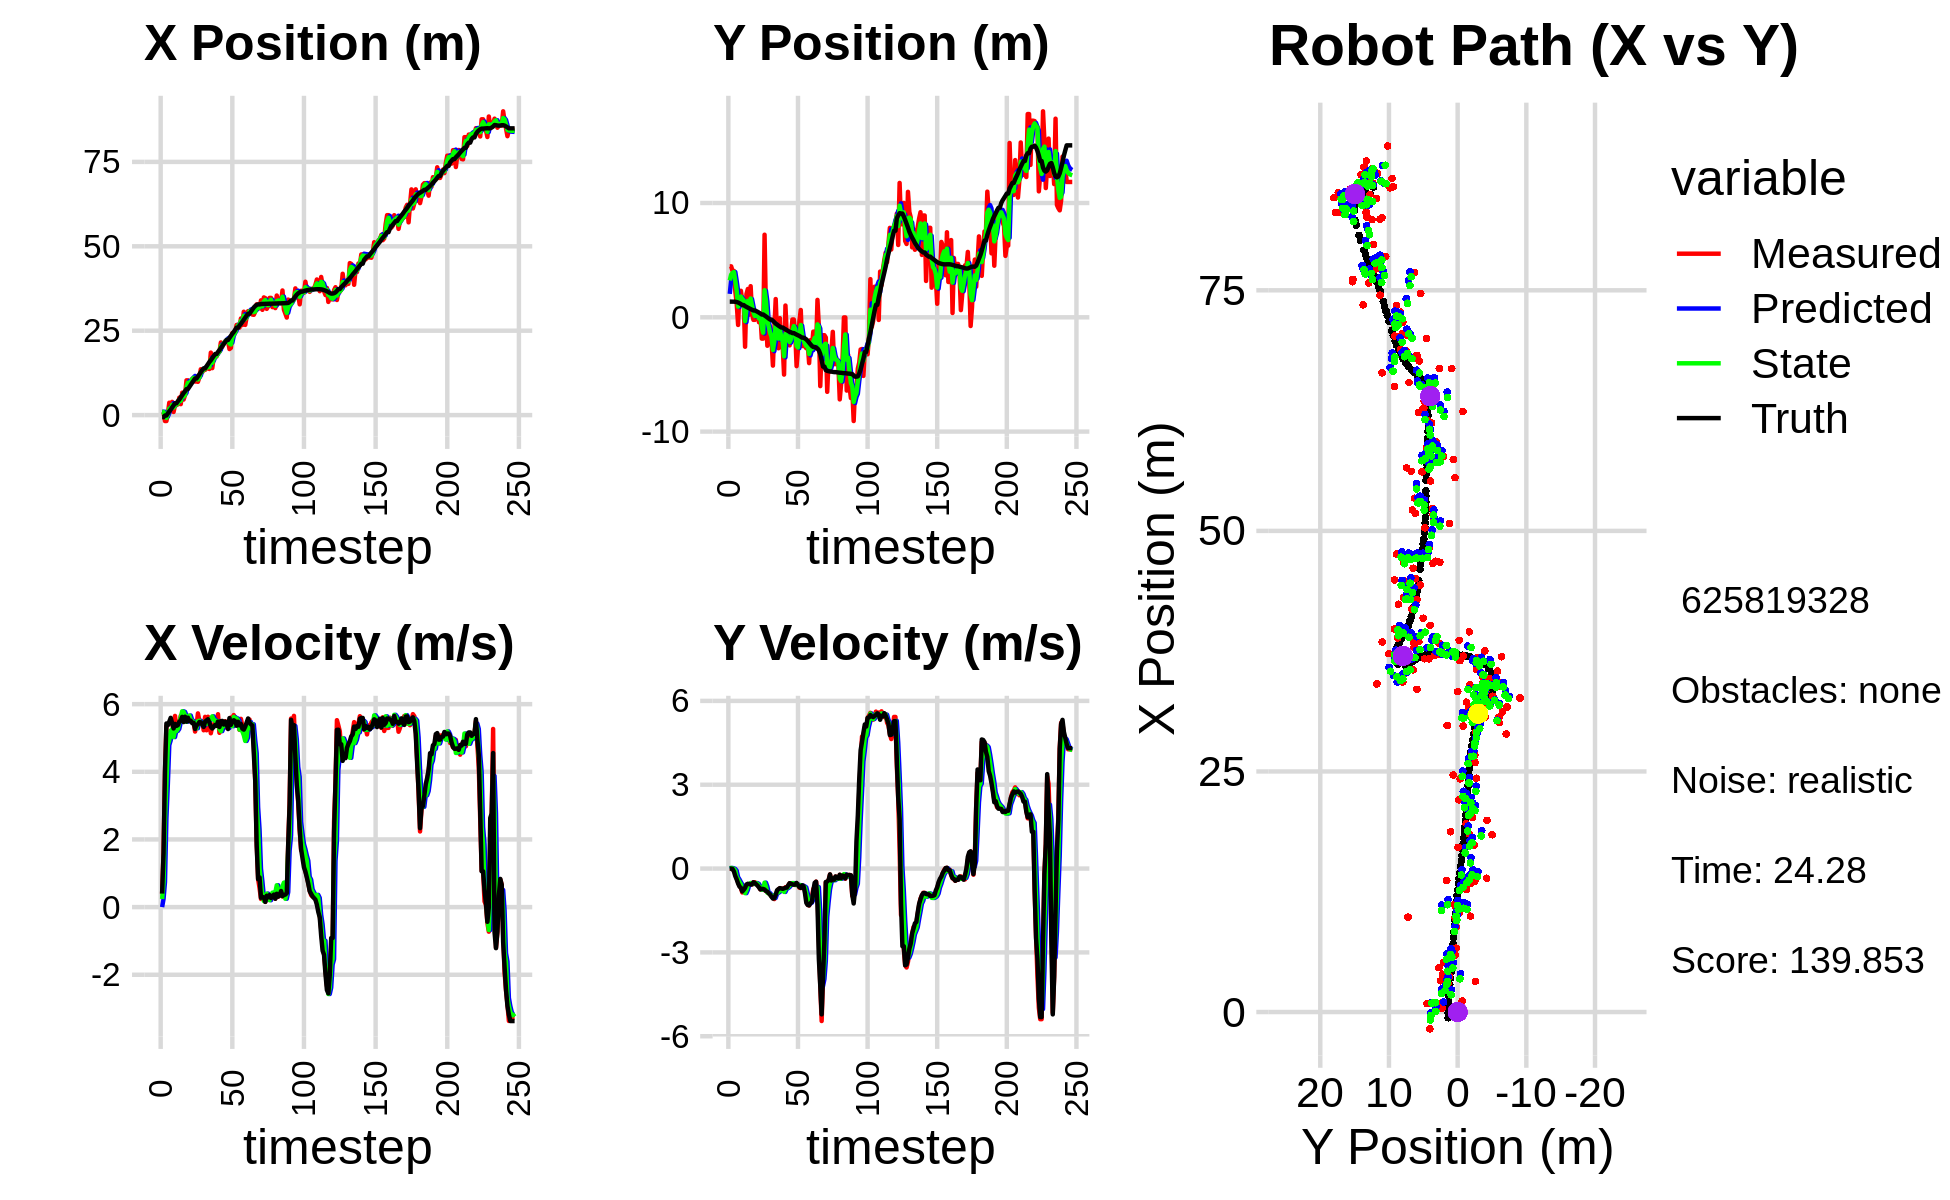 X Position (m)
75
50
25
0
0
50
100
150
200
250
timestep
Y Position (m)
10
0
-10
0
50
100
150
200
250
timestep
X Velocity (m/s)
6
4
2
0
-2
0
50
100
150
200
250
timestep
Y Velocity (m/s)
6
3
0
-3
-6
0
50
100
150
200
250
timestep
Robot Path (X vs Y)
X Position (m)
75
50
25
0
20 10 0 -10 -20
Y Position (m)
variable
Measured
Predicted
State
Truth
625819328
Obstacles: none
Noise: realistic
Time: 24.28
Score: 139.853